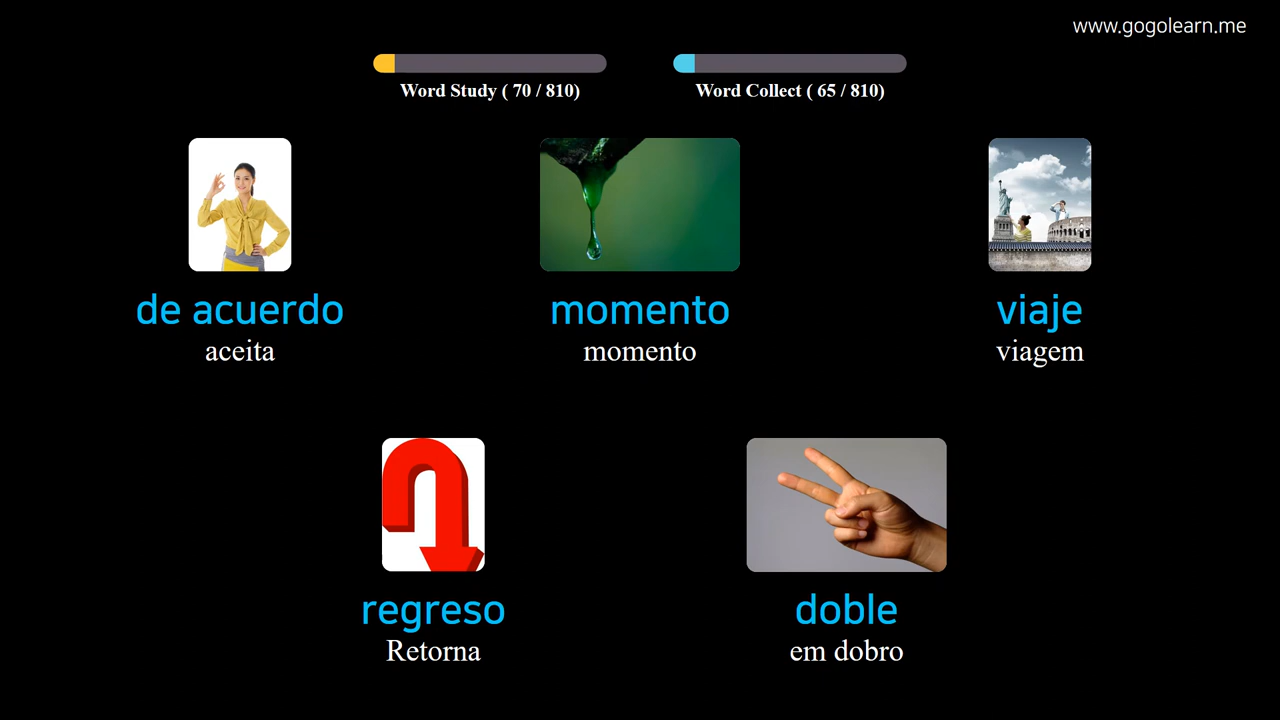 www.gogolearn.me
Word Study ( 70 / 810)
Word Collect ( 65 / 810)
de acuerdo
aceita
momento
momento
viaje
viagem
regreso
Retorna
doble
em dobro